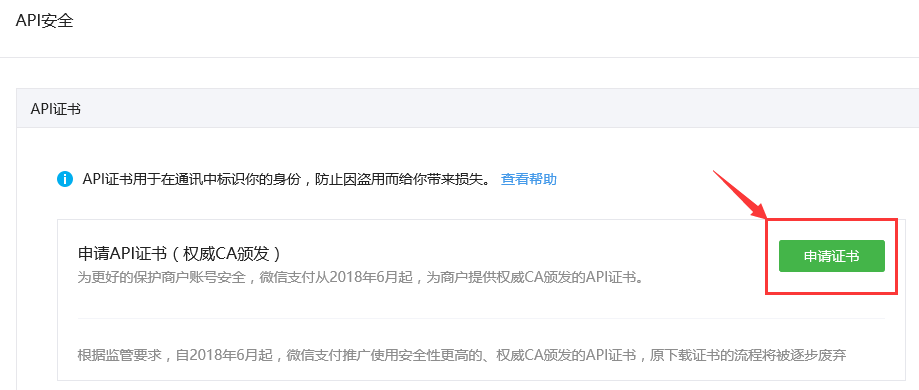 API安全
API证书
API证书用于在通讯中标识你的身份，防止因盗用而给你带来损失。 查看帮助
申请API证书（权威CA颁发）
申请证书
为更好的保护商户账号安全，微信支付从2018年6月起，为商户提供权威CA颁发的API证书。
根据监管要求，自2018年6月起，微信支付推广使用安全性更高的、权威CA颁发的API证书，原下载证书的流程将被逐步废弃